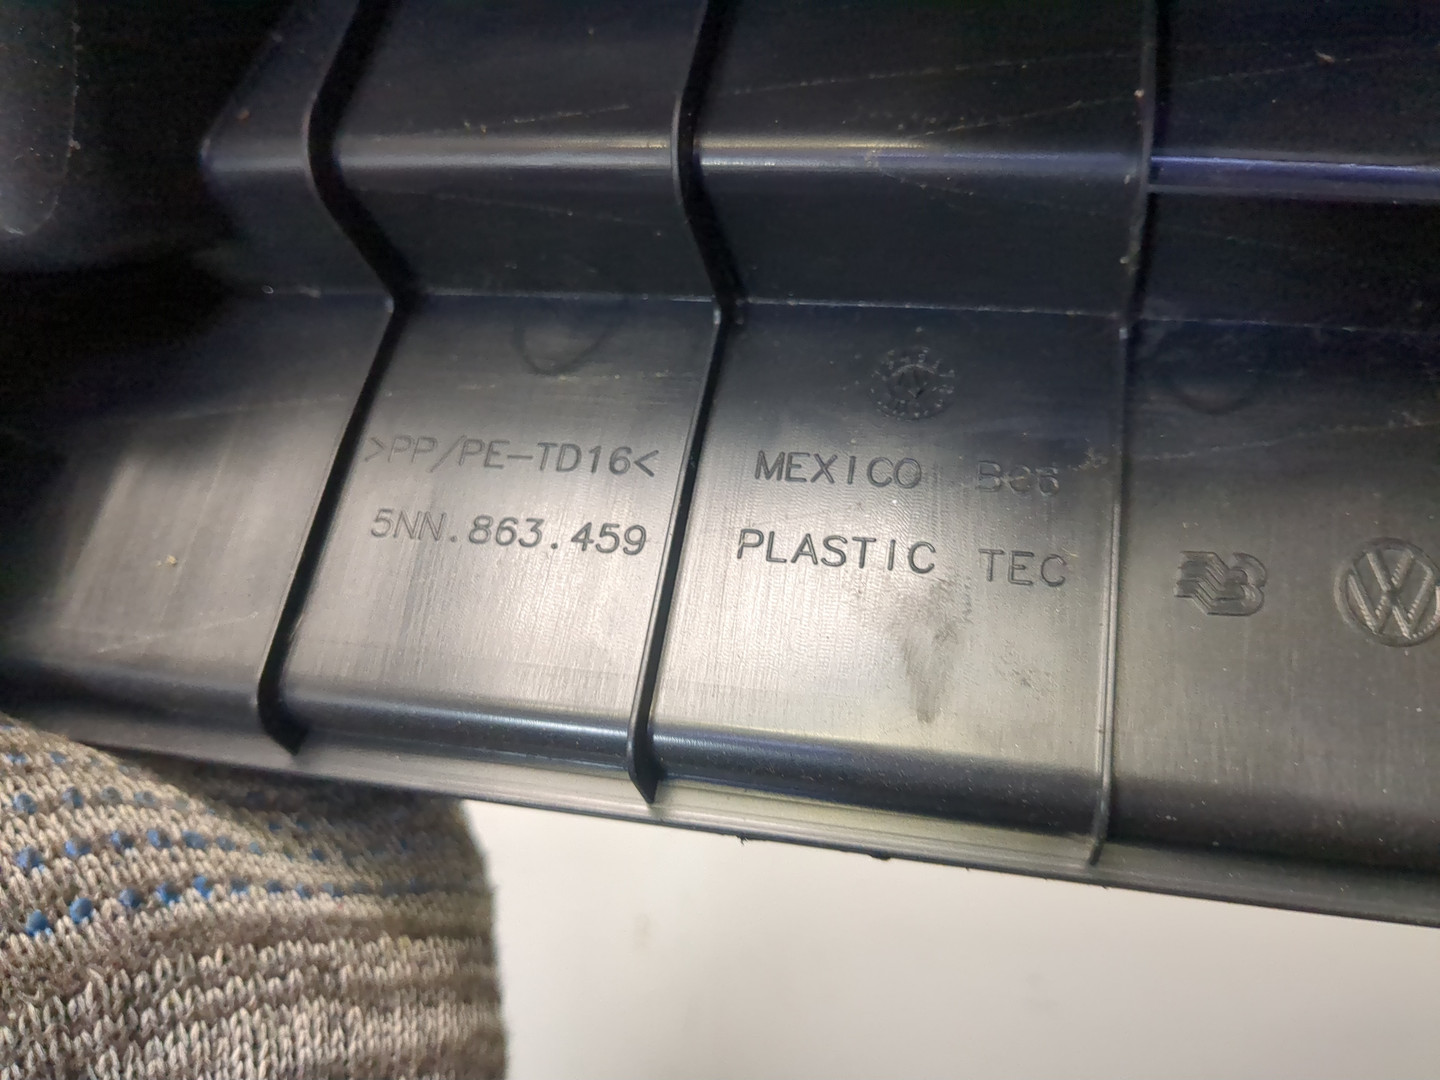 >PP/PE-TD16<
5NN.863.459
MEXICO
PLASTIC TEC